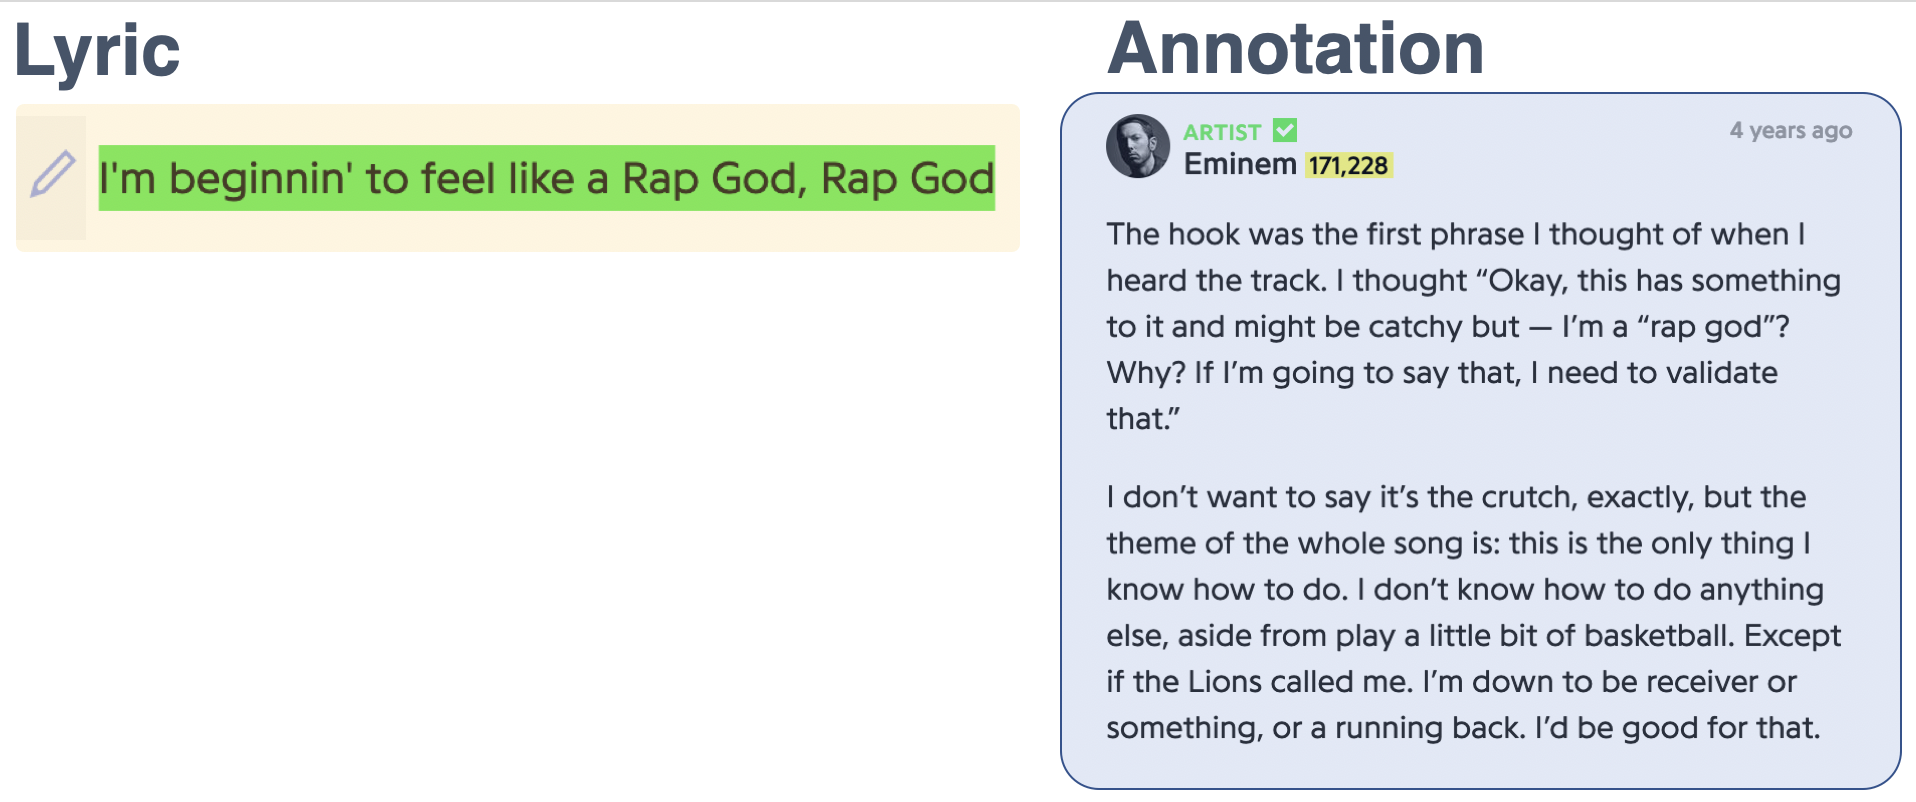 Lyric
I'm beginnin' to feel like a Rap God, Rap God
Annotation
ARTIST
4 years ago
Eminem 171,228
The hook was the first phrase I thought of when I
heard the track. I thought “Okay, this has something
to it and might be catchy but — I’m a “rap god”?
Why? If I’m going to say that, I need to validate
that.”
I don’t want to say it’s the crutch, exactly, but the
theme of the whole song is: this is the only thing I
know how to do. I don’t know how to do anything
else, aside from play a little bit of basketball. Except
if the Lions called me. I’m down to be receiver or
something, or a running back. I’d be good for that.